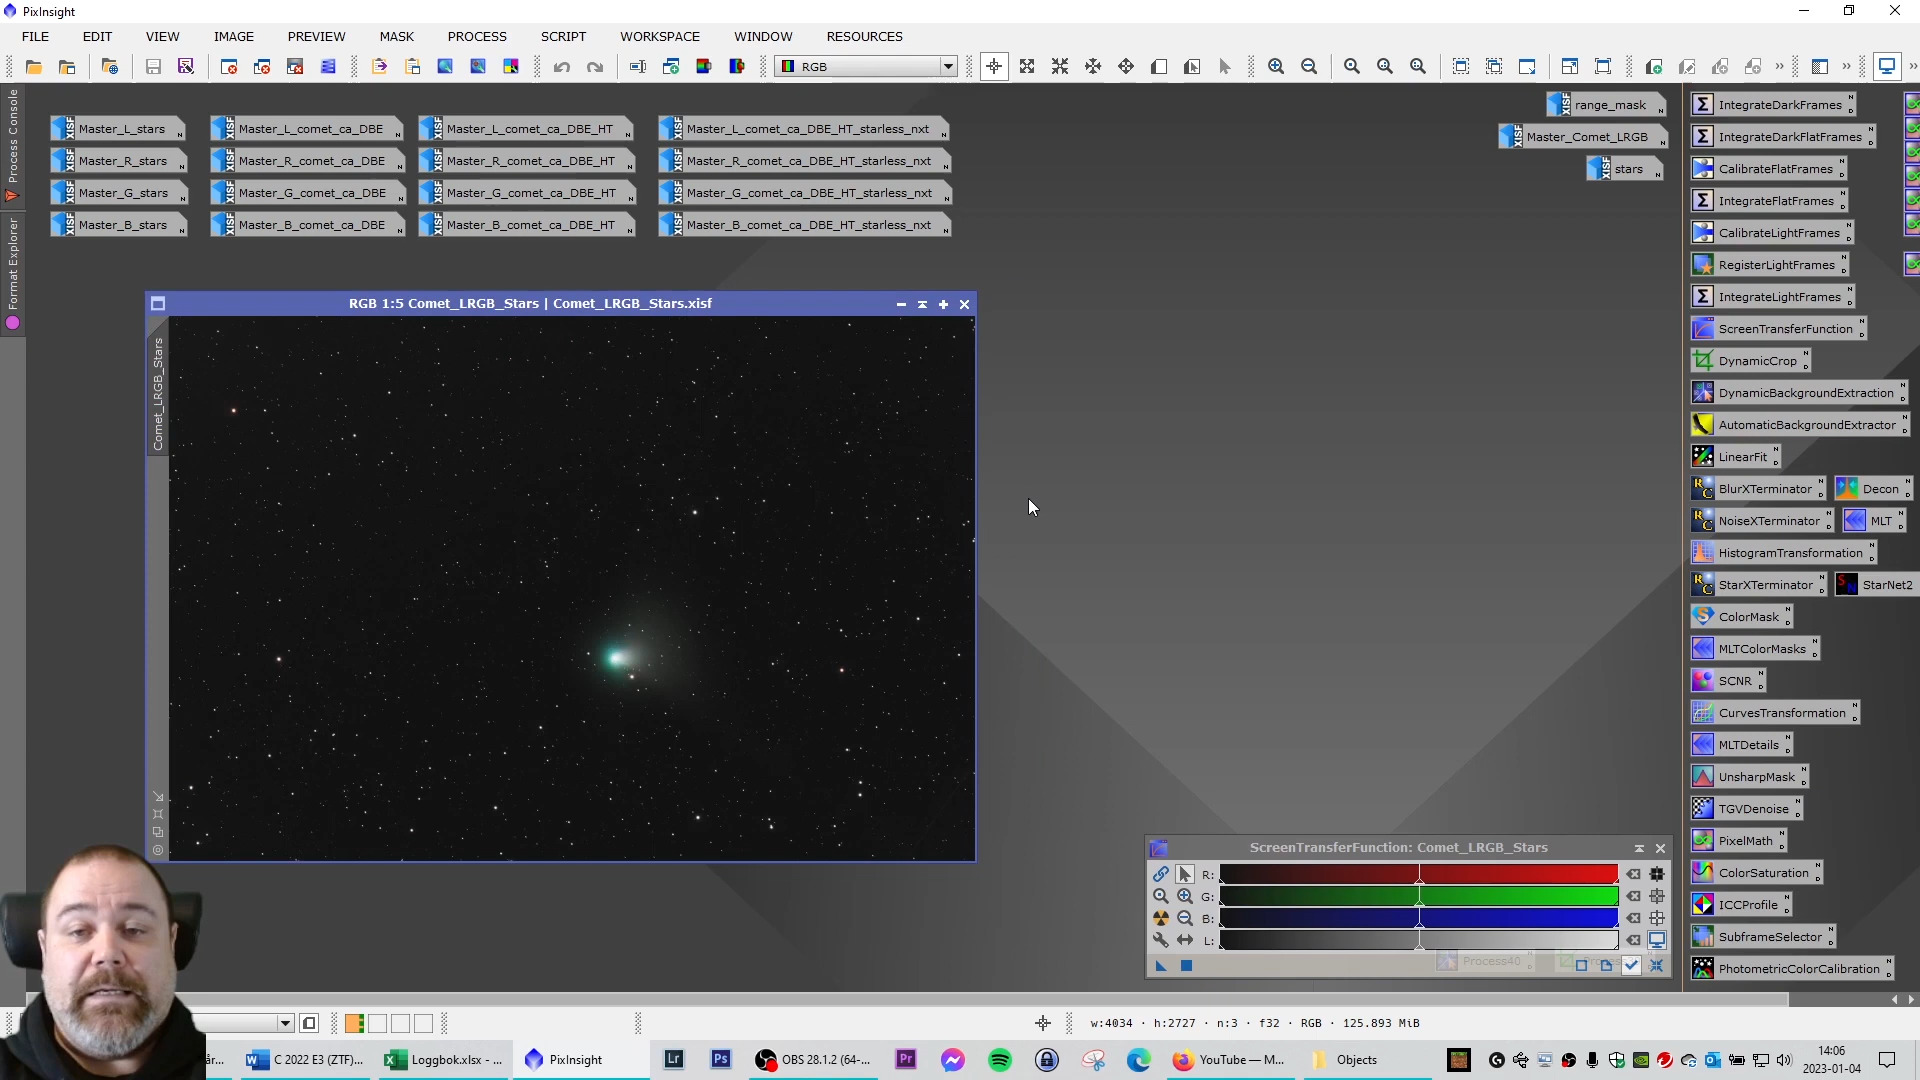 PixInsight
FILE EDIT VIEW IMAGE PREVIEW MASK PROCESS SCRIPT WORKSPACE WINDOW RESOURCES
RGB
Process Console
Format Explorer
Master_L_stars Master_L_comet_ca_DBE Master_L_comet_ca_DBE_HT Master_L_comet_ca_DBE_HT_starless_nxt
Master_R_stars Master_R_comet_ca_DBE Master_R_comet_ca_DBE_HT Master_R_comet_ca_DBE_HT_starless_nxt
Master_G_stars Master_G_comet_ca_DBE Master_G_comet_ca_DBE_HT Master_G_comet_ca_DBE_HT_starless_nxt
Master_B_stars Master_B_comet_ca_DBE Master_B_comet_ca_DBE_HT Master_B_comet_ca_DBE_HT_starless_nxt
range_mask
Master_Comet_LRGB
stars
RGB 1:5 Comet_LRGB_Stars | Comet_LRGB_Stars.xisf
Comet_LRGB_Stars
IntegrateDarkFrames
IntegrateDarkFlatFrames
CalibrateFlatFrames
IntegrateFlatFrames
CalibrateLightFrames
RegisterLightFrames
IntegrateLightFrames
ScreenTransferFunction
DynamicCrop
DynamicBackgroundExtraction
AutomaticBackgroundExtractor
LinearFit
BlurXTerminator Decon
NoiseXTerminator MLT
HistogramTransformation
StarXTerminator StarNet2
ColorMask
MLTColorMasks
SCNR
CurvesTransformation
MLTDetails
UnsharpMask
TGVDenoise
PixelMath
ColorSaturation
ICCProfile
SubframeSelector
PhotometricColorCalibration
ScreenTransferFunction: Comet_LRGB_Stars
R:
G:
B:
L:
Process40
w:4034 · h:2727 · n:3 · f32 · RGB · 125.893 MiB
år... C 2022 E3 (ZTF)... Loggbok.xlsx - ... PixInsight OBS 28.1.2 (64-... YouTube — M... Objects
14:06
2023-01-04